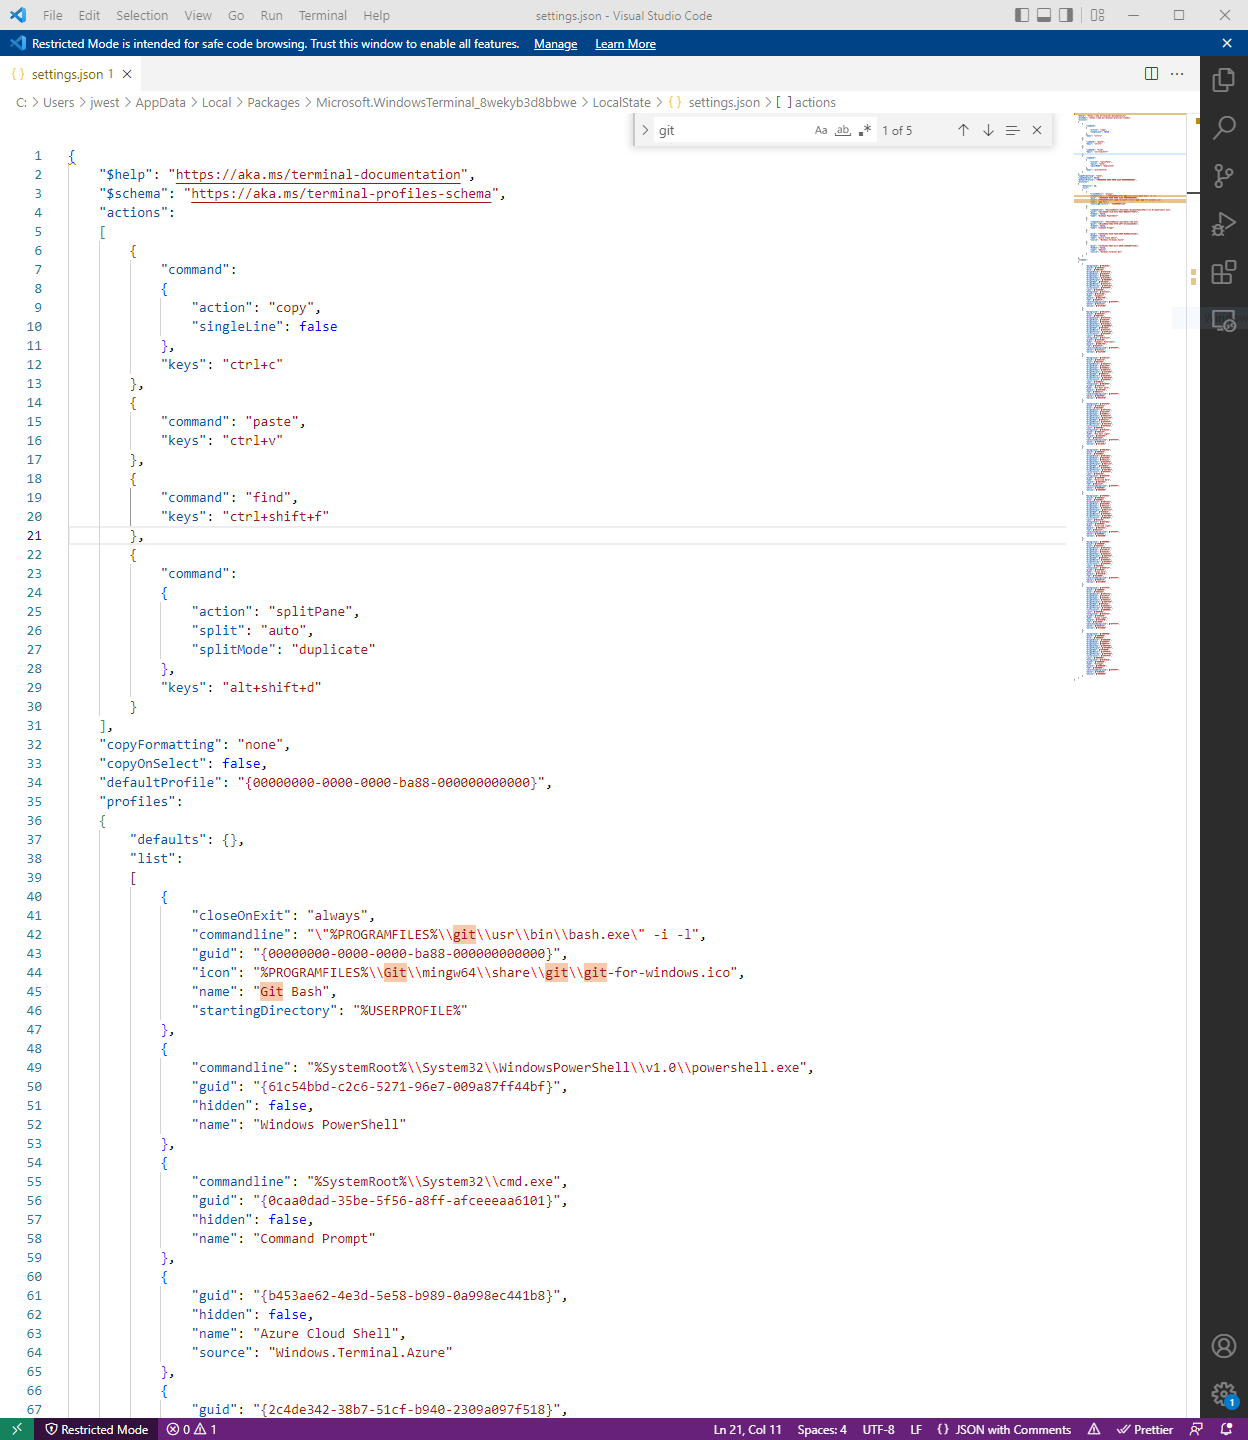 File Edit Selection View Go Run Terminal Help settings.json - Visual Studio Code
Restricted Mode is intended for safe code browsing. Trust this window to enable all features. Manage Learn More
{} settings.json 1
C: > Users > jwest > AppData > Local > Packages > Microsoft.WindowsTerminal_8wekyb3d8bbwe > LocalState > {} settings.json > [ ] actions
git Aa ab, .* 1 of 5
1 {
2 "$help": "https://aka.ms/terminal-documentation",
3 "$schema": "https://aka.ms/terminal-profiles-schema",
4 "actions":
5 [
6 {
7 "command":
8 {
9 "action": "copy",
10 "singleLine": false
11 },
12 "keys": "ctrl+c"
13 },
14 {
15 "command": "paste",
16 "keys": "ctrl+v"
17 },
18 {
19 "command": "find",
20 "keys": "ctrl+shift+f"
21 },
22 {
23 "command":
24 {
25 "action": "splitPane",
26 "split": "auto",
27 "splitMode": "duplicate"
28 },
29 "keys": "alt+shift+d"
30 }
31 ],
32 "copyFormatting": "none",
33 "copyOnSelect": false,
34 "defaultProfile": "{00000000-0000-0000-ba88-000000000000}",
35 "profiles":
36 {
37 "defaults": {},
38 "list":
39 [
40 {
41 "closeOnExit": "always",
42 "commandline": "\"%PROGRAMFILES%\\git\\usr\\bin\\bash.exe\" -i -l",
43 "guid": "{00000000-0000-0000-ba88-000000000000}",
44 "icon": "%PROGRAMFILES%\\Git\\mingw64\\share\\git\\git-for-windows.ico",
45 "name": "Git Bash",
46 "startingDirectory": "%USERPROFILE%"
47 },
48 {
49 "commandline": "%SystemRoot%\\System32\\WindowsPowerShell\\v1.0\\powershell.exe",
50 "guid": "{61c54bbd-c2c6-5271-96e7-009a87ff44bf}",
51 "hidden": false,
52 "name": "Windows PowerShell"
53 },
54 {
55 "commandline": "%SystemRoot%\\System32\\cmd.exe",
56 "guid": "{0caa0dad-35be-5f56-a8ff-afceeeaa6101}",
57 "hidden": false,
58 "name": "Command Prompt"
59 },
60 {
61 "guid": "{b453ae62-4e3d-5e58-b989-0a998ec441b8}",
62 "hidden": false,
63 "name": "Azure Cloud Shell",
64 "source": "Windows.Terminal.Azure"
65 },
66 {
67 "guid": "{2c4de342-38b7-51cf-b940-2309a097f518}",
1
Restricted Mode 0 1 Ln 21, Col 11 Spaces: 4 UTF-8 LF {} JSON with Comments Prettier